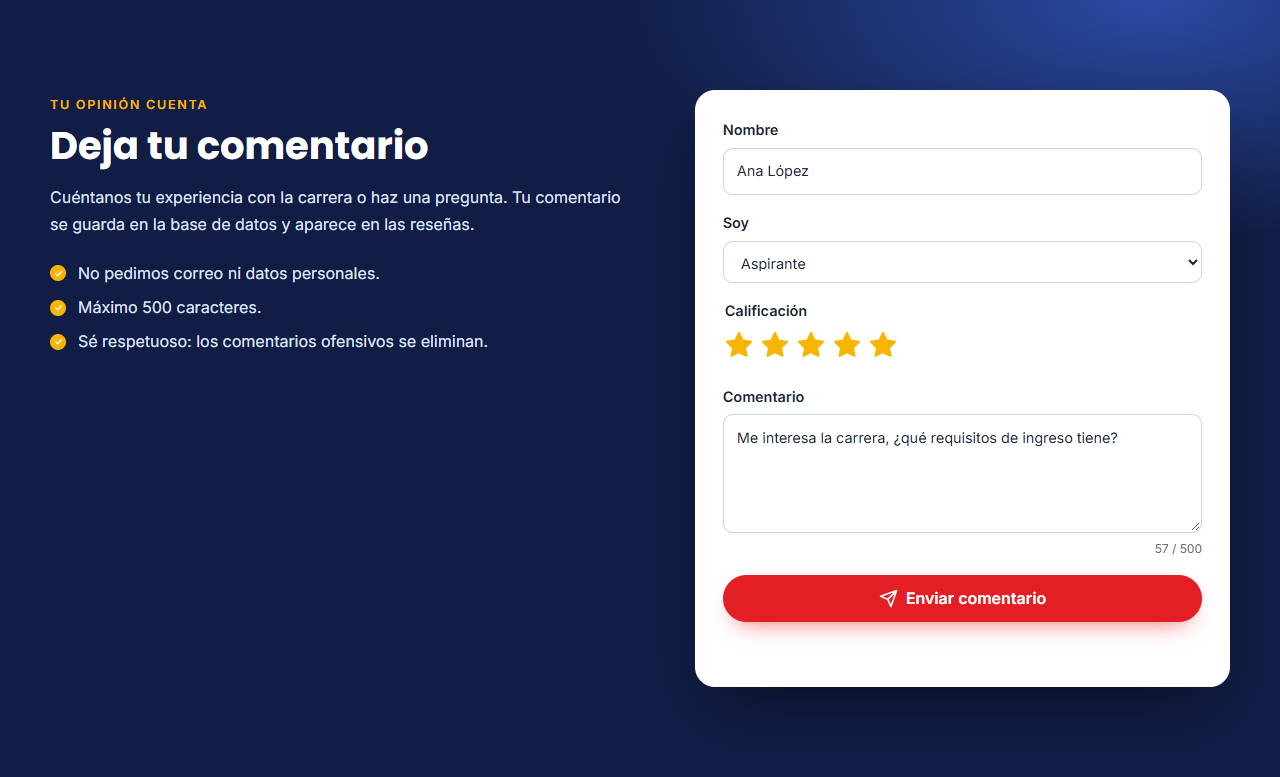 TU OPINIÓN CUENTA
Deja tu comentario
Cuéntanos tu experiencia con la carrera o haz una pregunta. Tu comentario
se guarda en la base de datos y aparece en las reseñas.
No pedimos correo ni datos personales.
Máximo 500 caracteres.
Sé respetuoso: los comentarios ofensivos se eliminan.
Nombre
Ana López
Soy
Aspirante
Calificación
Comentario
Me interesa la carrera, ¿qué requisitos de ingreso tiene?
57 / 500
Enviar comentario